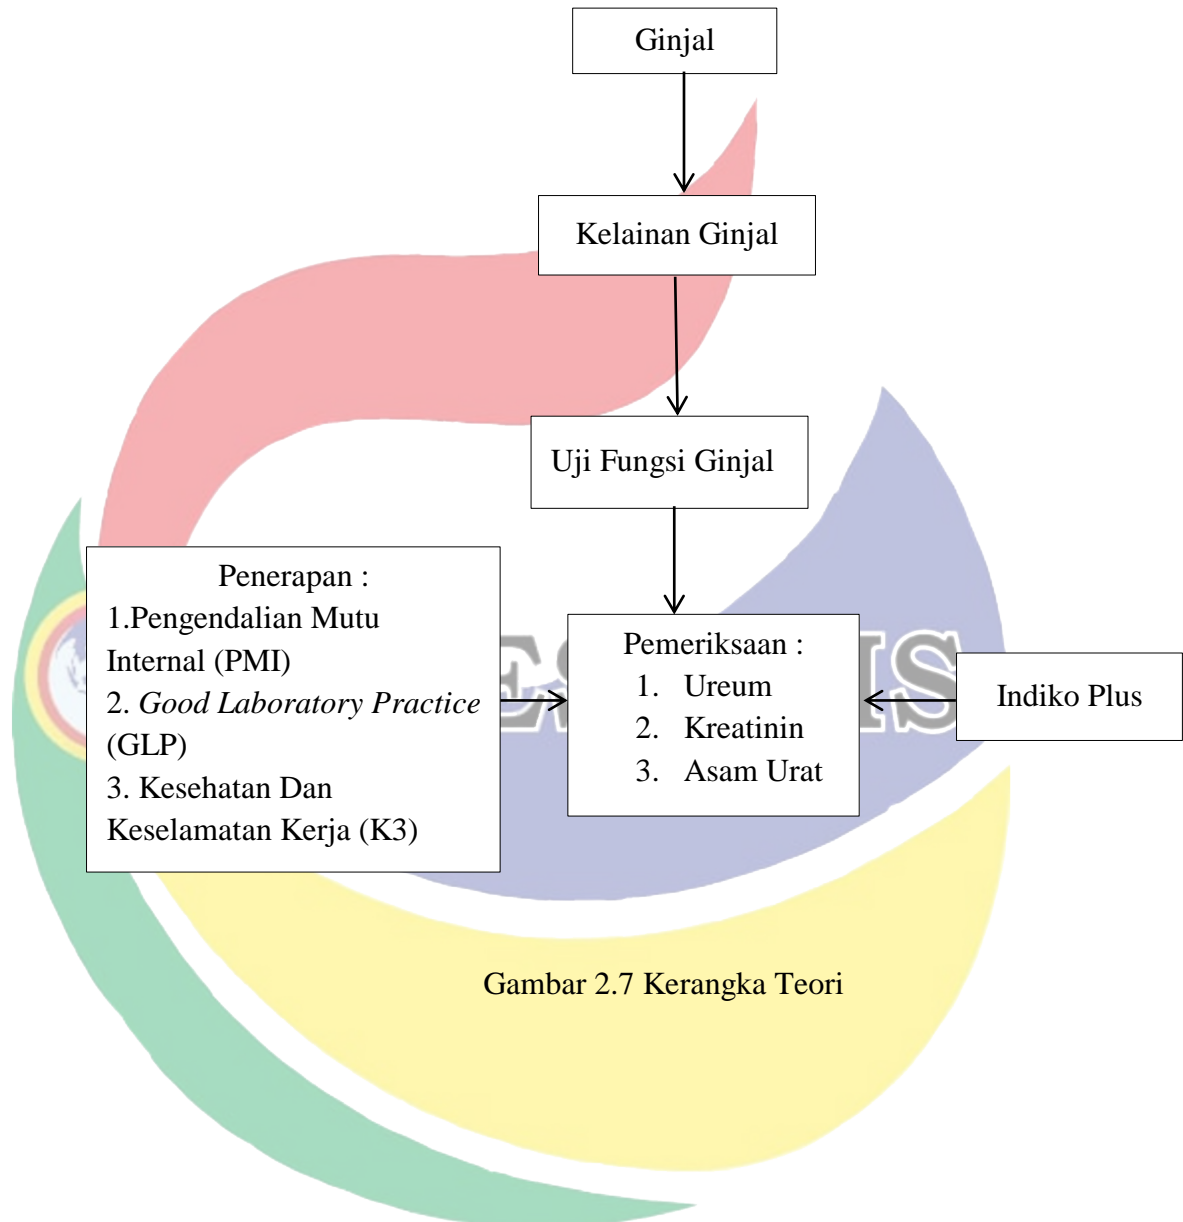 Ginjal
Kelainan Ginjal
Uji Fungsi Ginjal
Penerapan :
1.Pengendalian Mutu
Internal (PMI)
2. Good Laboratory Practice
(GLP)
3. Kesehatan Dan
Keselamatan Kerja (K3)
Pemeriksaan :
1. Ureum
2. Kreatinin
3. Asam Urat
Indiko Plus
Gambar 2.7 Kerangka Teori